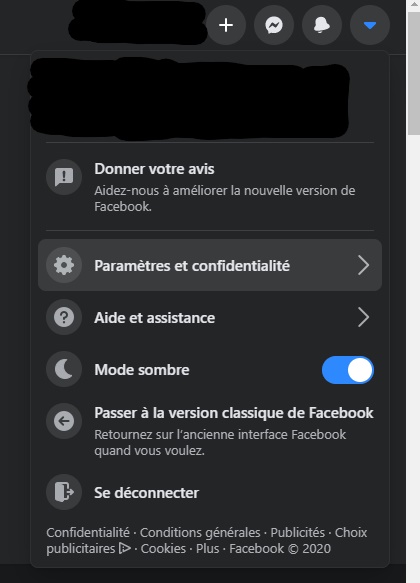 Donner votre avis
Aidez-nous à améliorer la nouvelle version de
Facebook.
Paramètres et confidentialité
Aide et assistance
Mode sombre
Passer à la version classique de Facebook
Retournez sur l'ancienne interface Facebook
quand vous voulez.
Se déconnecter
Confidentialité · Conditions générales · Publicités · Choix
publicitaires · Cookies · Plus · Facebook © 2020